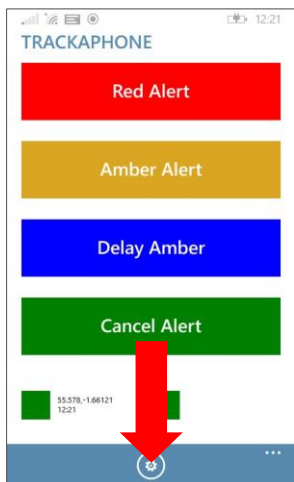 12:21
TRACKAPHONE
Red Alert
Amber Alert
Delay Amber
Cancel Alert
55.578,-1.66121
12:21